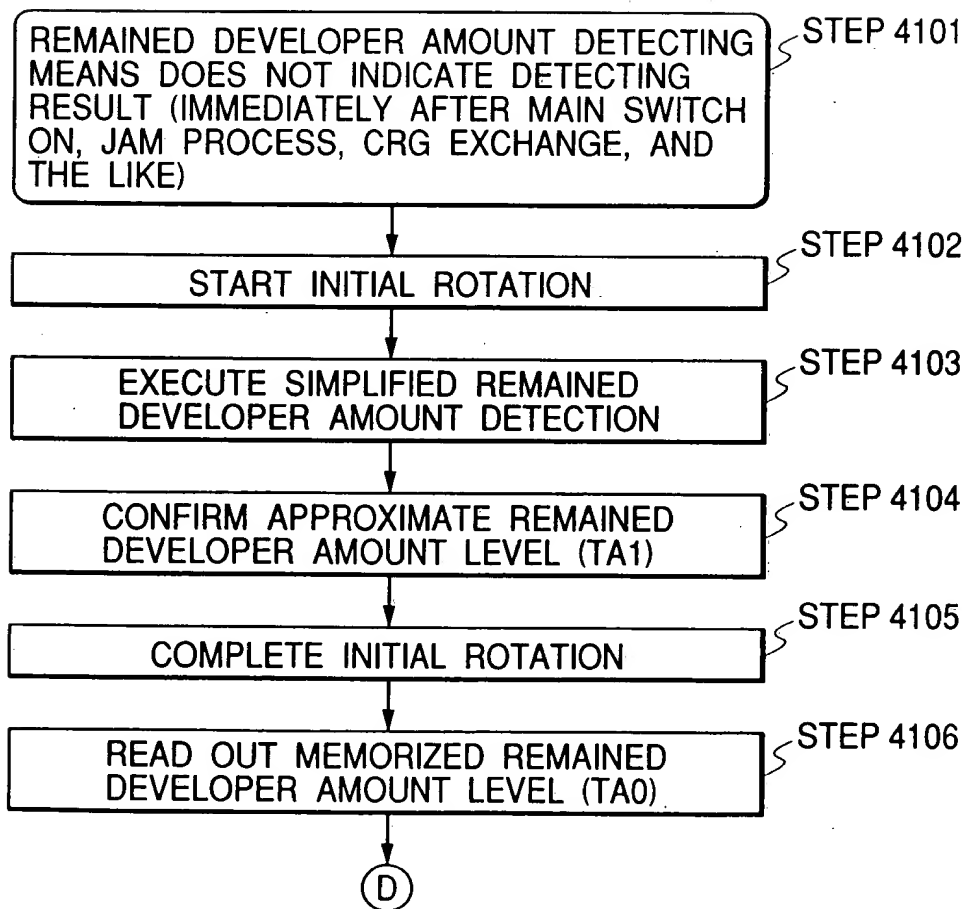 REMAINED DEVELOPER AMOUNT DETECTING
MEANS DOES NOT INDICATE DETECTING
RESULT (IMMEDIATELY AFTER MAIN SWITCH
ON, JAM PROCESS, CRG EXCHANGE, AND
THE LIKE)
STEP 4101
START INITIAL ROTATION
STEP 4102
EXECUTE SIMPLIFIED REMAINED
DEVELOPER AMOUNT DETECTION
STEP 4103
CONFIRM APPROXIMATE REMAINED
DEVELOPER AMOUNT LEVEL (TA1)
STEP 4104
COMPLETE INITIAL ROTATION
STEP 4105
READ OUT MEMORIZED REMAINED
DEVELOPER AMOUNT LEVEL (TA0)
STEP 4106
D